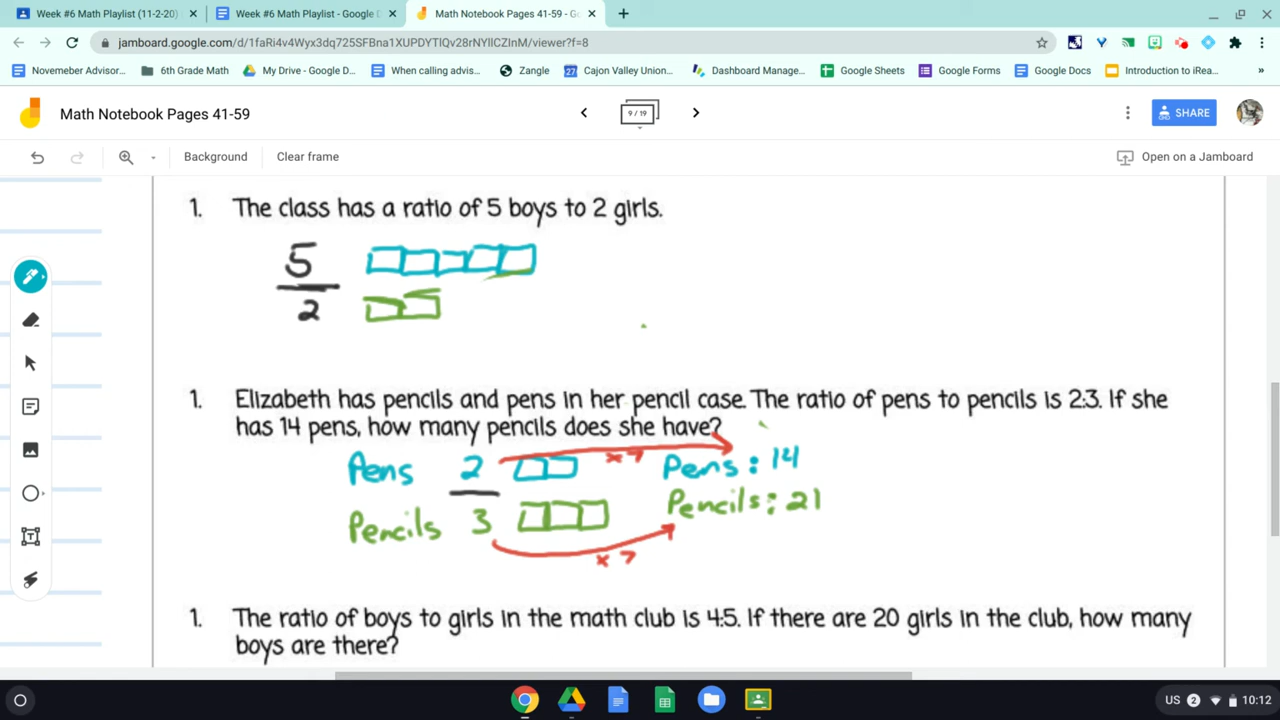 Week #6 Math Playlist (11-2-20)
Week #6 Math Playlist - Google D
Math Notebook Pages 41-59 - Go
jamboard.google.com/d/1faRi4v4Wyx3dq725SFBna1XUPDYTlQv28rNYllCZlnM/viewer?f=8
Novemeber Advisor... 6th Grade Math My Drive - Google D... When calling advis... Zangle Cajon Valley Union... Dashboard Manage... Google Sheets Google Forms Google Docs Introduction to iRea... »
Math Notebook Pages 41-59
9 / 19
SHARE
Background Clear frame
Open on a Jamboard
1. The class has a ratio of 5 boys to 2 girls.
5
2
1. Elizabeth has pencils and pens in her pencil case. The ratio of pens to pencils is 2:3. If she
has 14 pens, how many pencils does she have?
x7
Pens 2 Pens: 14
Pencils 3 Pencils: 21
x7
1. The ratio of boys to girls in the math club is 4:5. If there are 20 girls in the club, how many
boys are there?
US 2 10:12